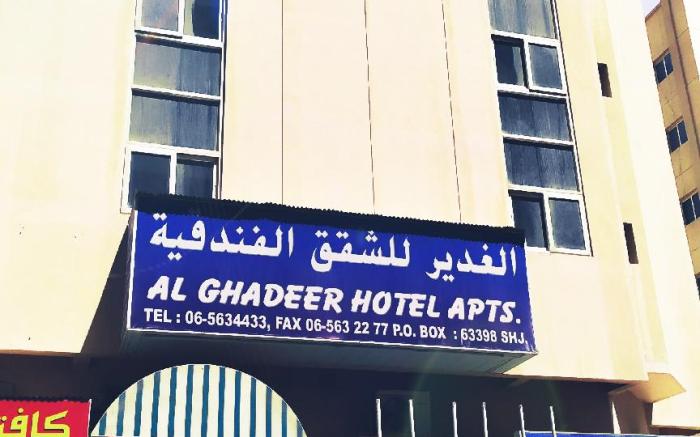 الغدير للشقق الفندقية
AL GHADEER HOTEL APTS.
TEL : 06-5634433, FAX 06-563 22 77 P.O. BOX : 63398 SHJ.